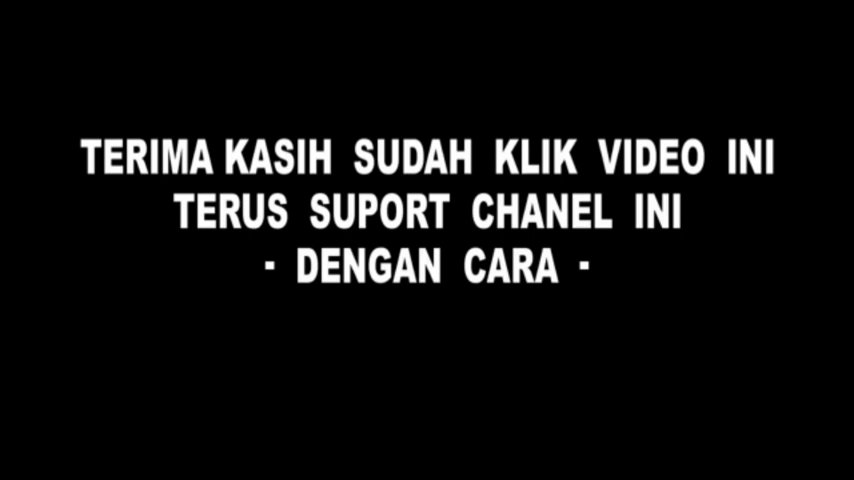 TERIMA KASIH SUDAH KLIK VIDEO INI
TERUS SUPORT CHANEL INI
- DENGAN CARA -